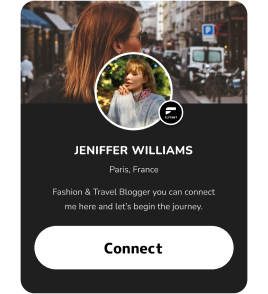 JENIFFER WILLIAMS
Paris, France
Fashion & Travel Blogger you can connect
me here and let's begin the journey.
Connect